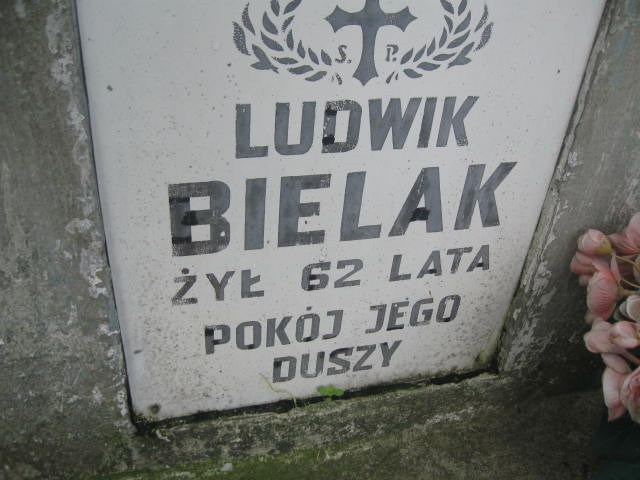 Ś. P.
LUDWIK
BIELAK
ŻYŁ 62 LATA
POKÓJ JEGO
DUSZY